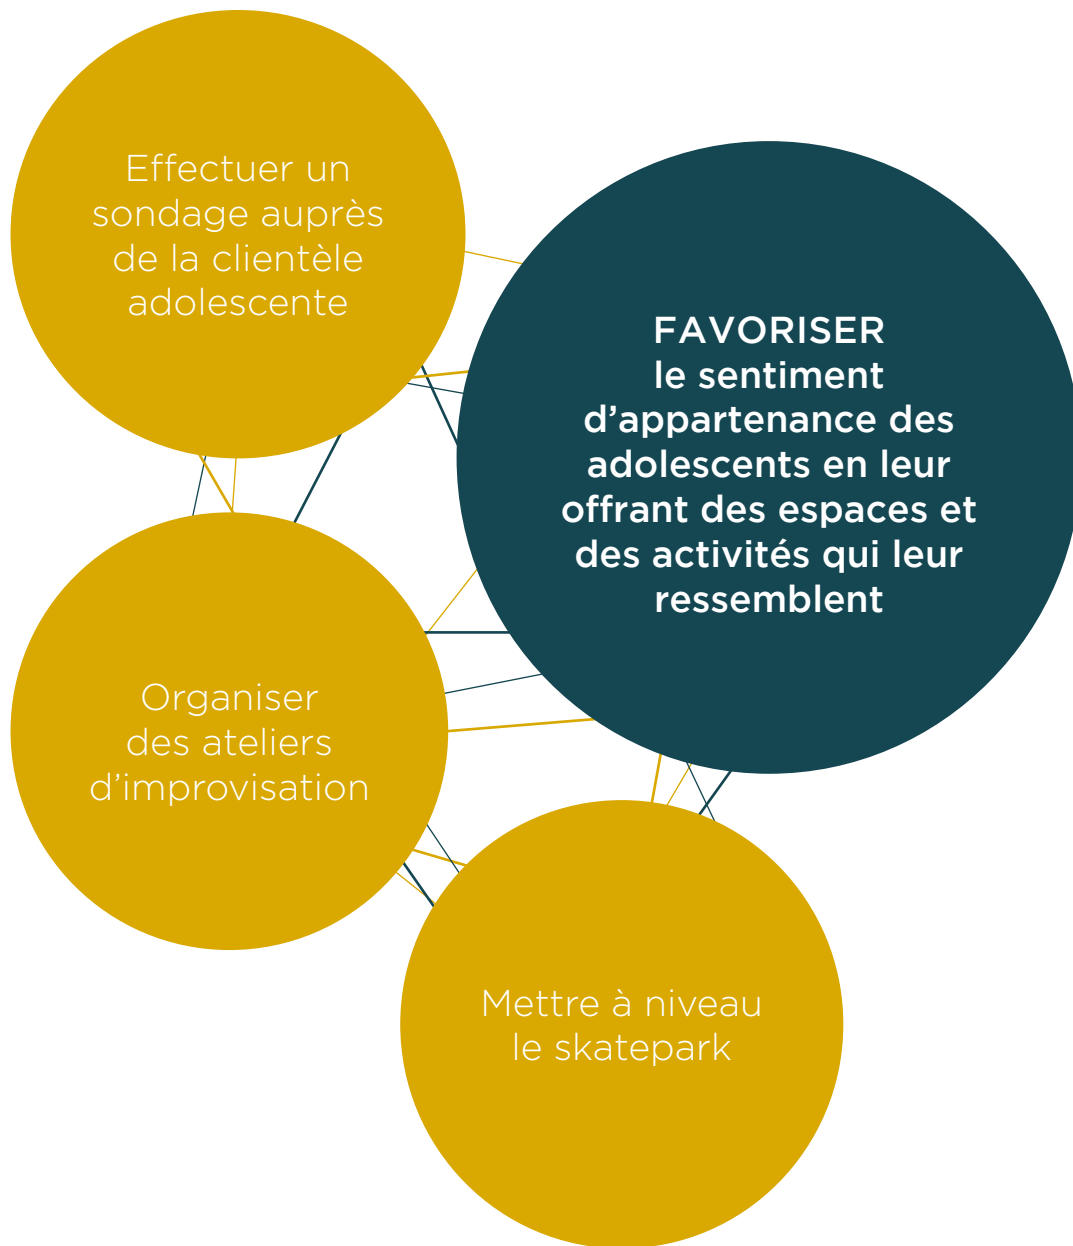 Effectuer un
sondage auprès
de la clientèle
adolescente
FAVORISER
le sentiment
d’appartenance des
adolescents en leur
offrant des espaces et
des activités qui leur
ressemblent
Organiser
des ateliers
d’improvisation
Mettre à niveau
le skatepark